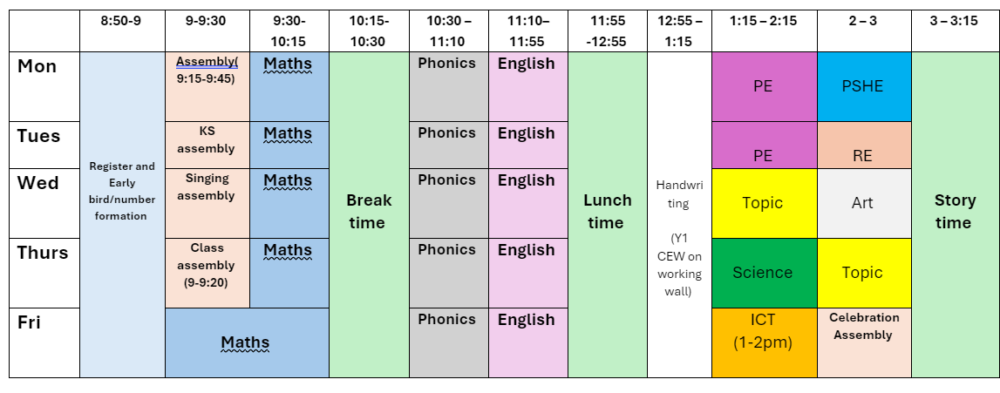 8:50-9
9-9:30
9:30-
10:15
10:15-
10:30
10:30 –
11:10
11:10–
11:55
11:55
-12:55
12:55 –
1:15
1:15 – 2:15
2 – 3
3 – 3:15
Mon
Assembly(
9:15-9:45)
Maths
Phonics
English
PE
PSHE
Tues
KS
assembly
Maths
Phonics
English
PE
RE
Register and
Early
bird/number
formation
Wed
Singing
assembly
Maths
Break
time
Phonics
English
Lunch
time
Handwri
ting
(Y1
CEW on
working
wall)
Topic
Art
Story
time
Thurs
Class
assembly
(9-9:20)
Maths
Phonics
English
Science
Topic
Fri
Maths
Phonics
English
ICT
(1-2pm)
Celebration
Assembly